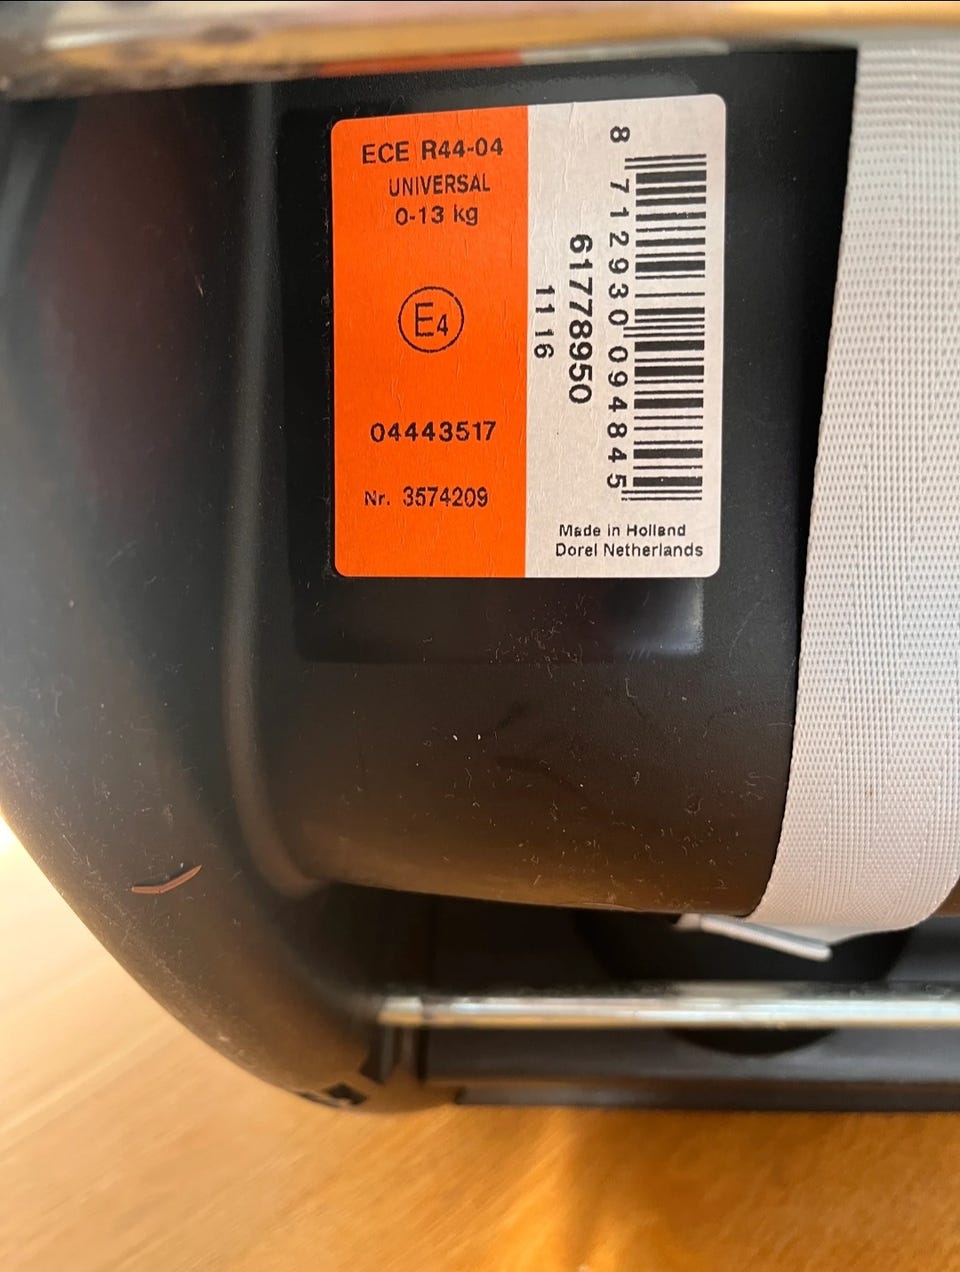 ECE R44-04
UNIVERSAL
0-13 kg
E4
04443517
Nr. 3574209
8 712930 094845
61778950
11 16
Made in Holland
Dorel Netherlands